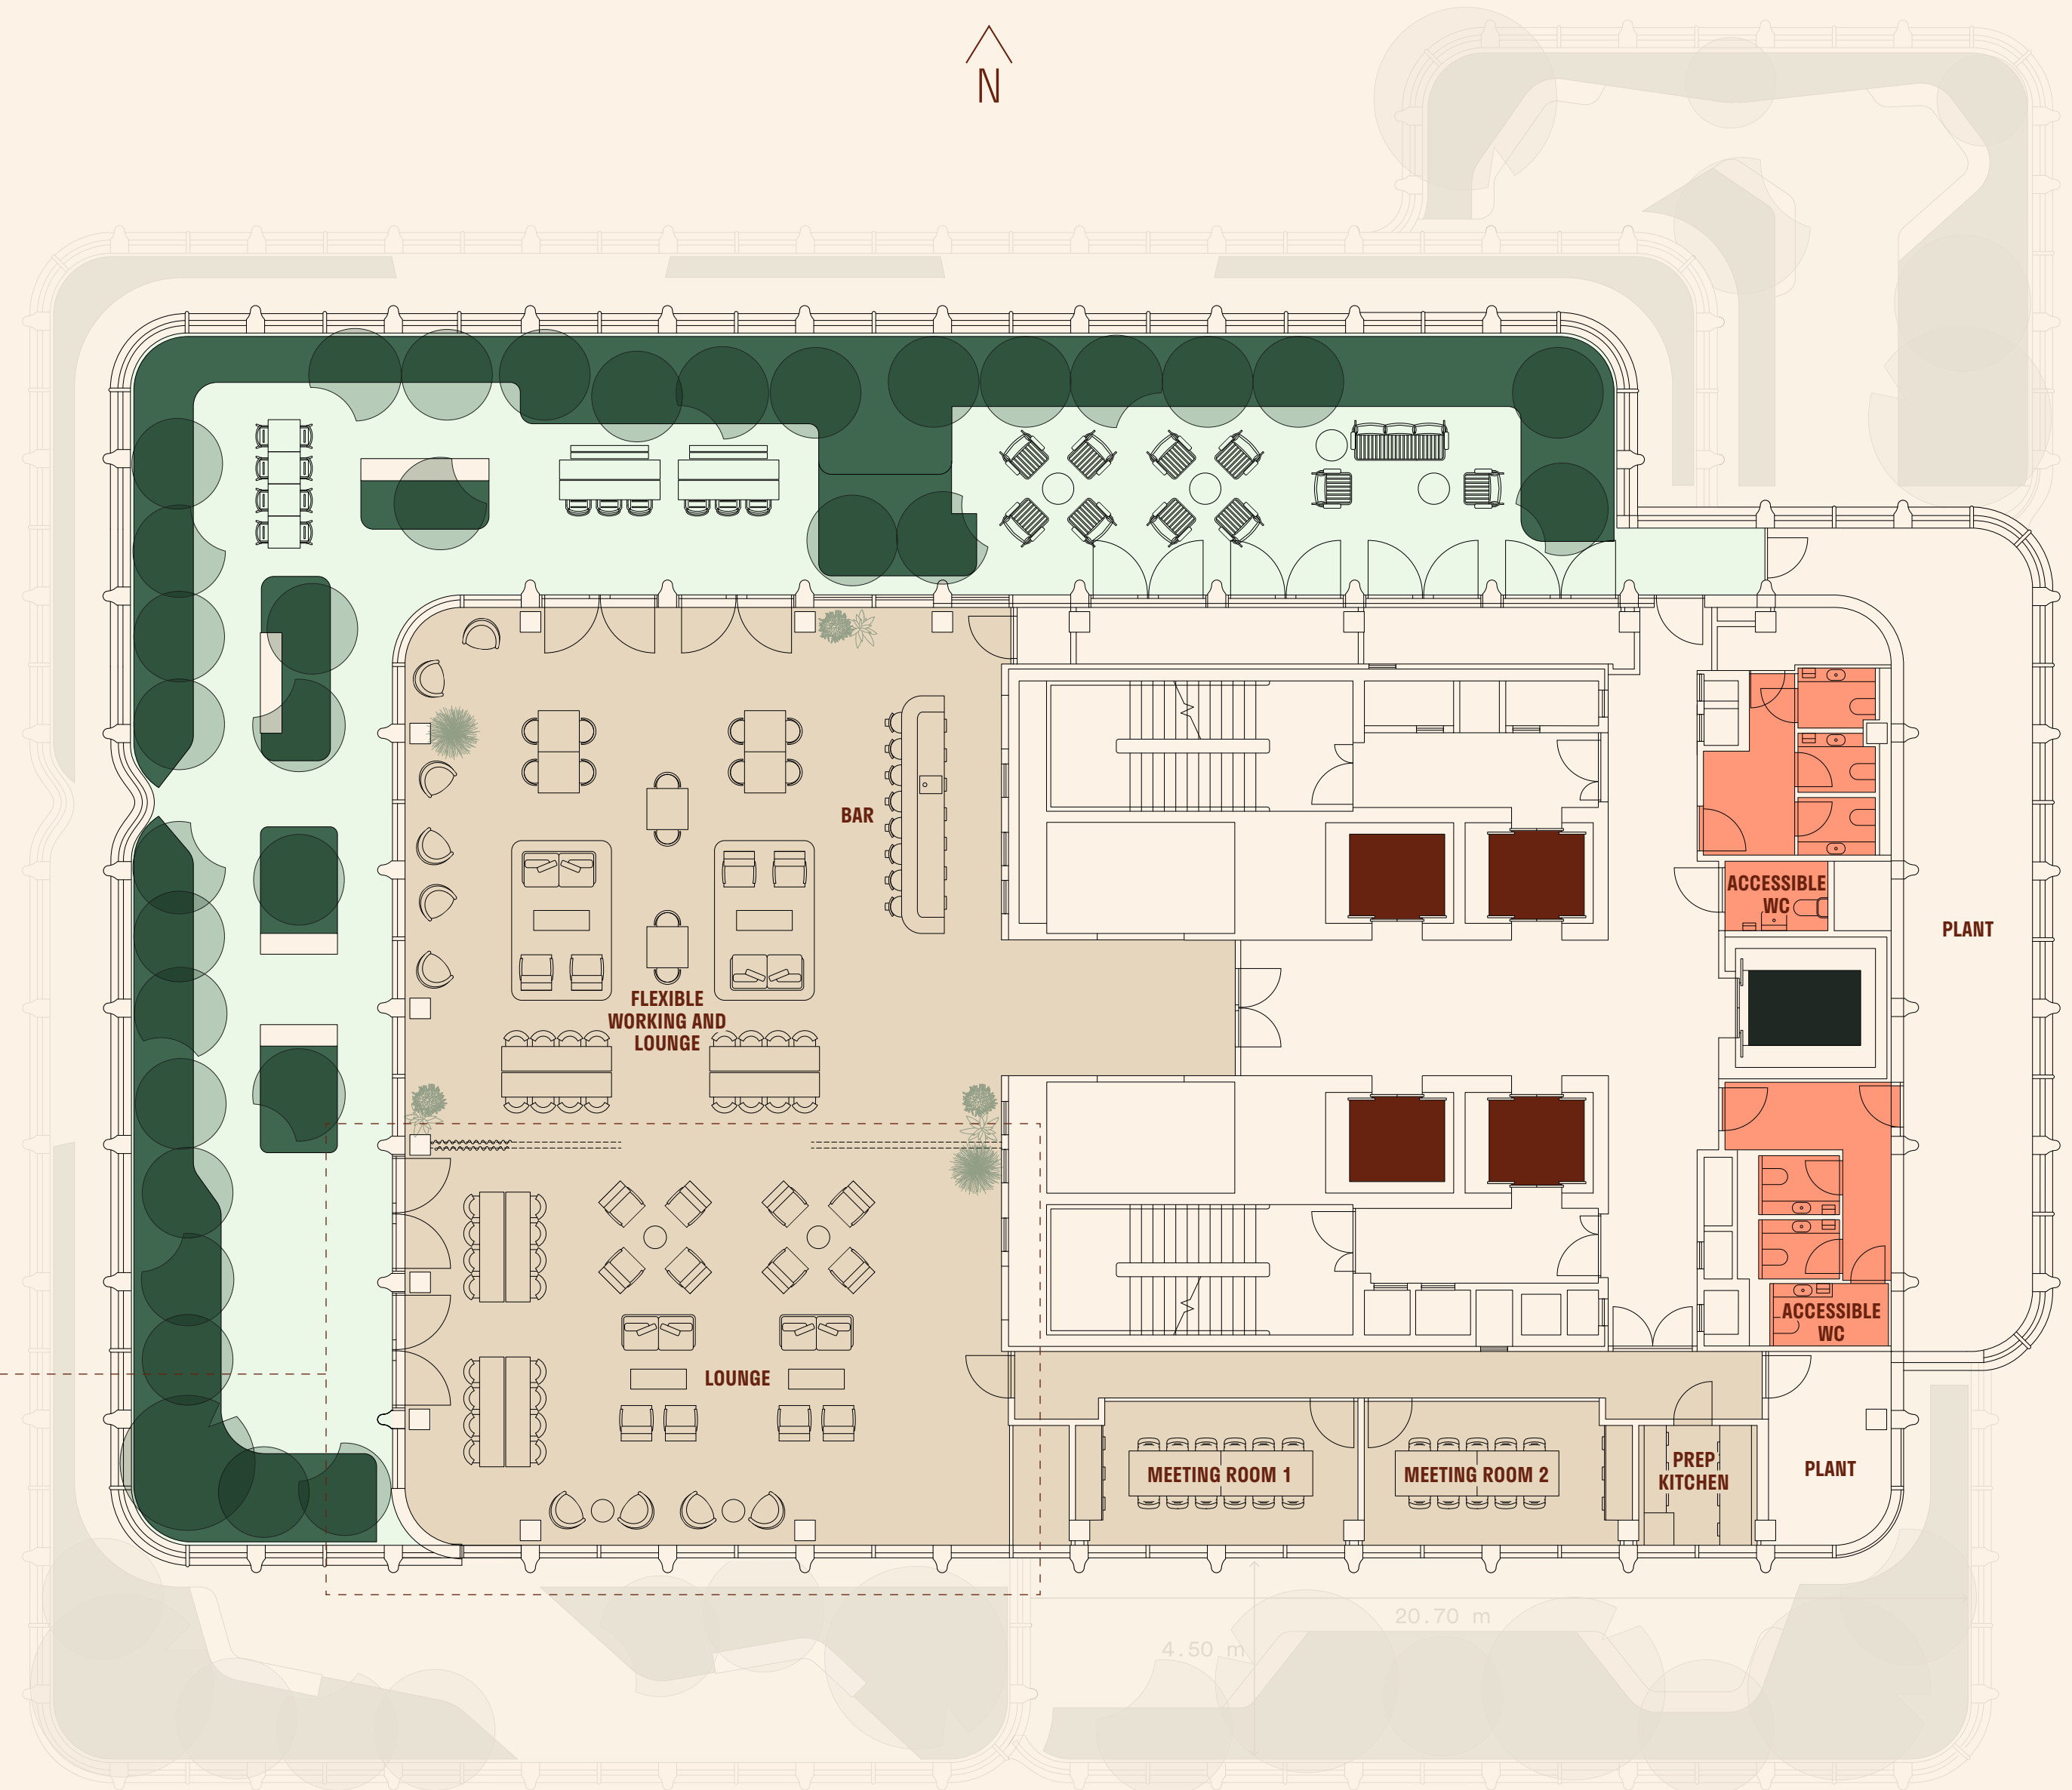 N
BAR
ACCESSIBLE
WC
PLANT
FLEXIBLE
WORKING AND
LOUNGE
ACCESSIBLE
WC
LOUNGE
MEETING ROOM 1
MEETING ROOM 2
PREP
KITCHEN
PLANT
20.70 m
4.50 m